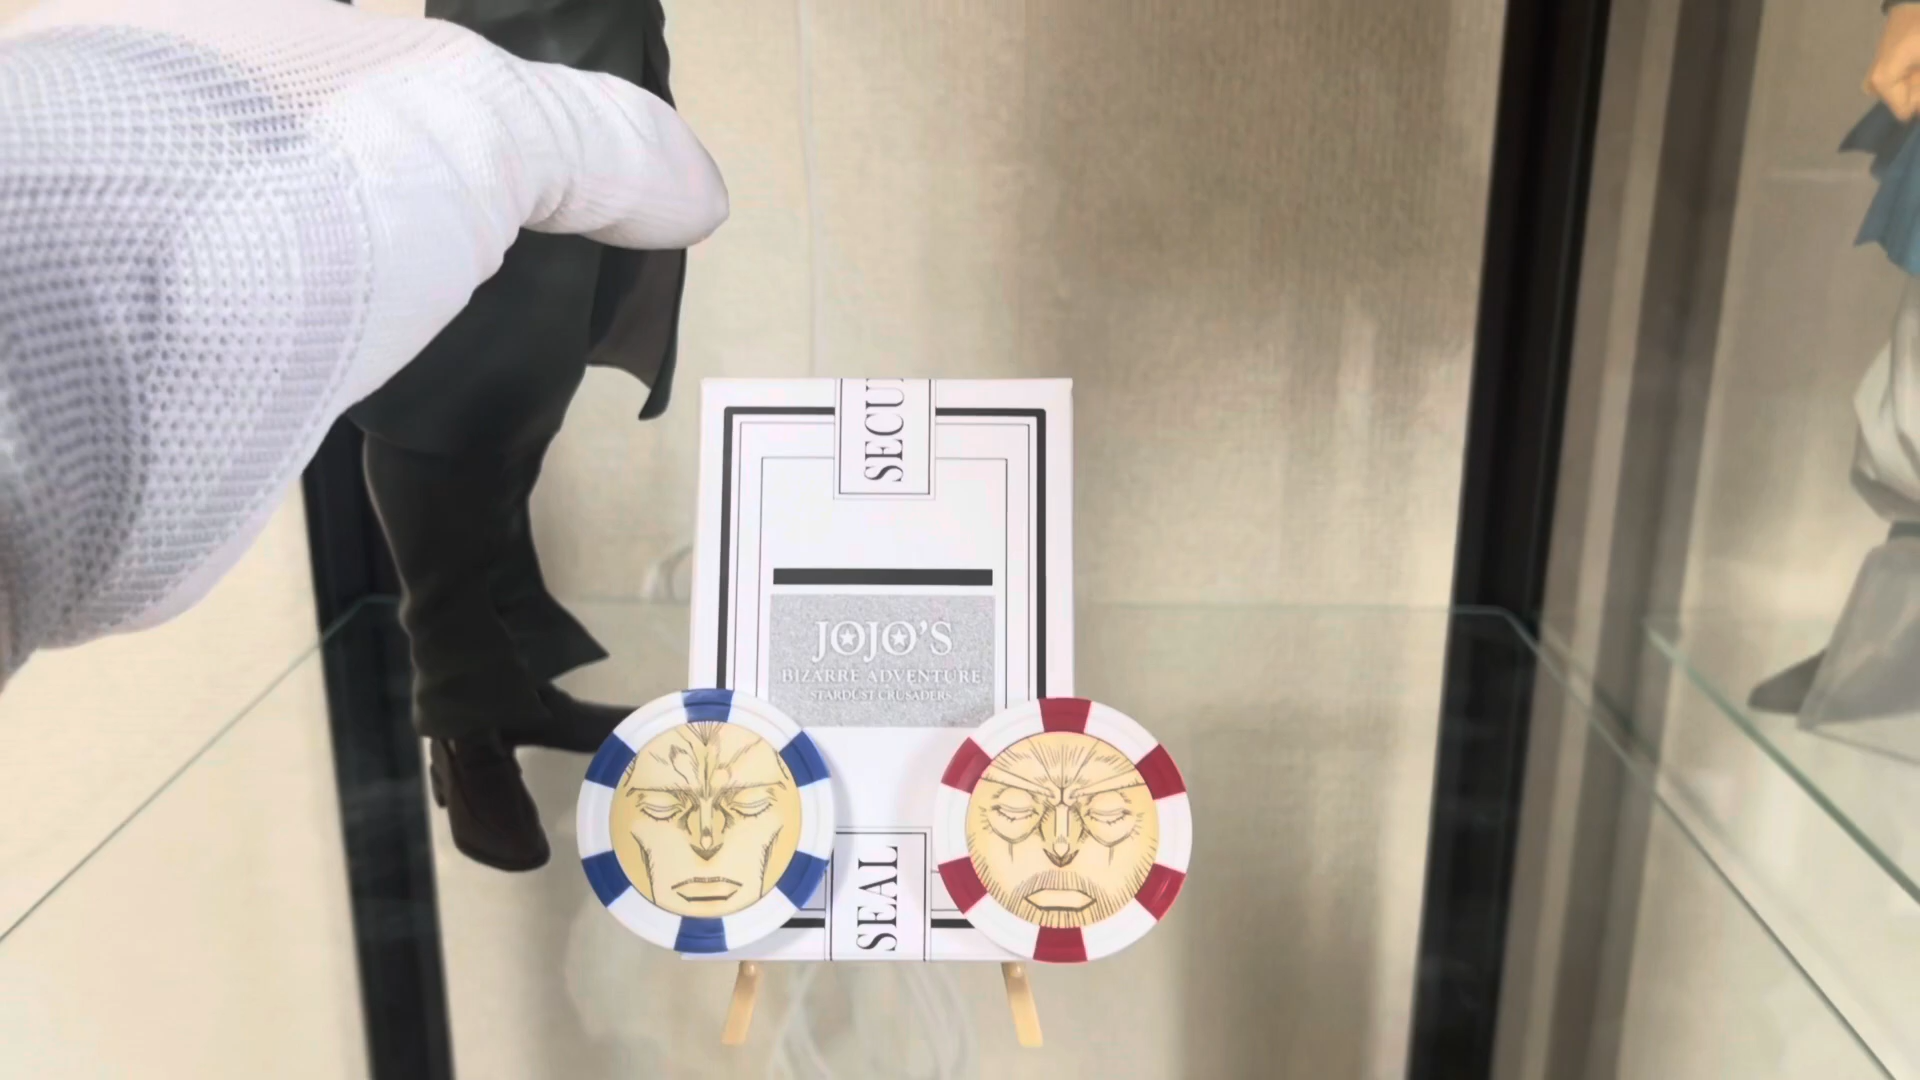 SECU
JOJO'S
BIZARRE ADVENTURE
STARDUST CRUSADERS
SEAL